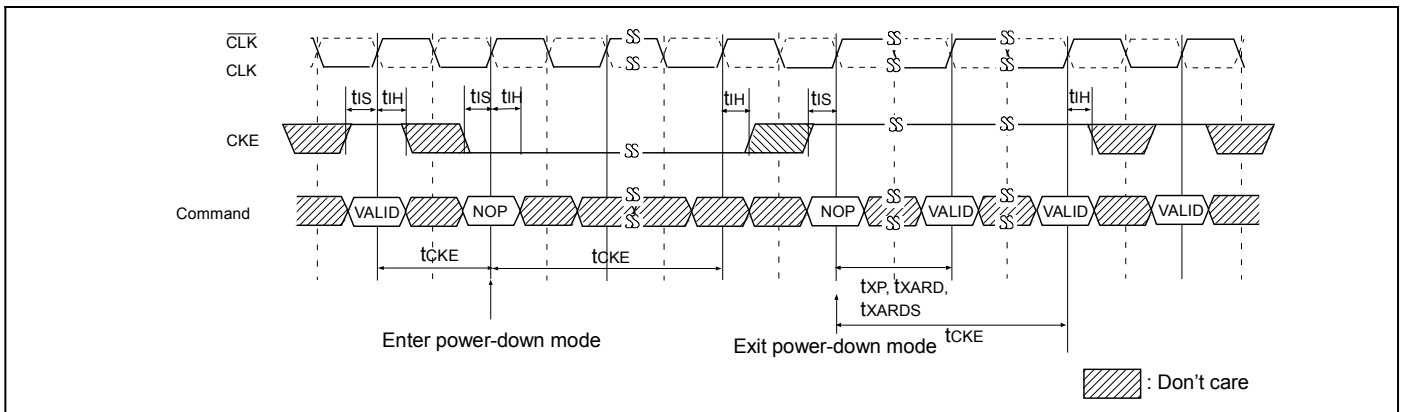 CLK
CLK
tIS tIH tIS tIH tIH tIS tIH
CKE
Command VALID NOP NOP VALID VALID VALID
tCKE tCKE
tXP, tXARD,
tXARDS
Enter power-down mode Exit power-down mode tCKE
: Don't care